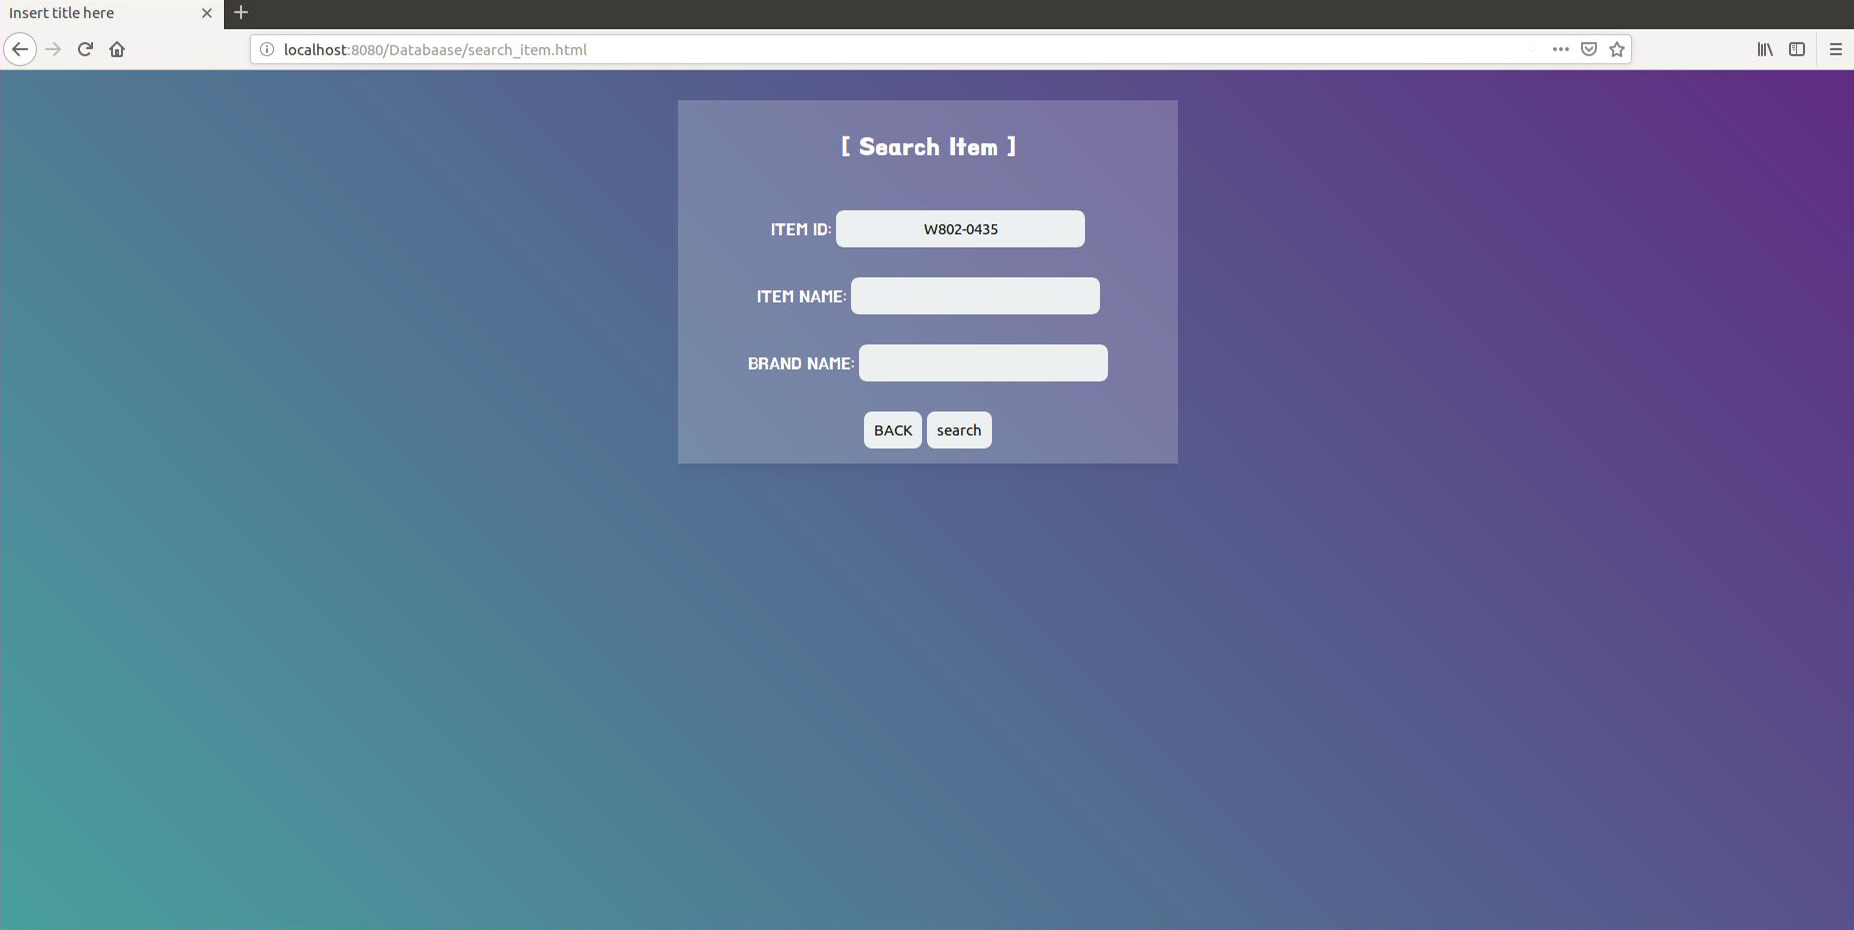 Insert title here
localhost:8080/Databaase/search_item.html
[ Search Item ]
ITEM ID: W802-0435
ITEM NAME:
BRAND NAME:
BACK search